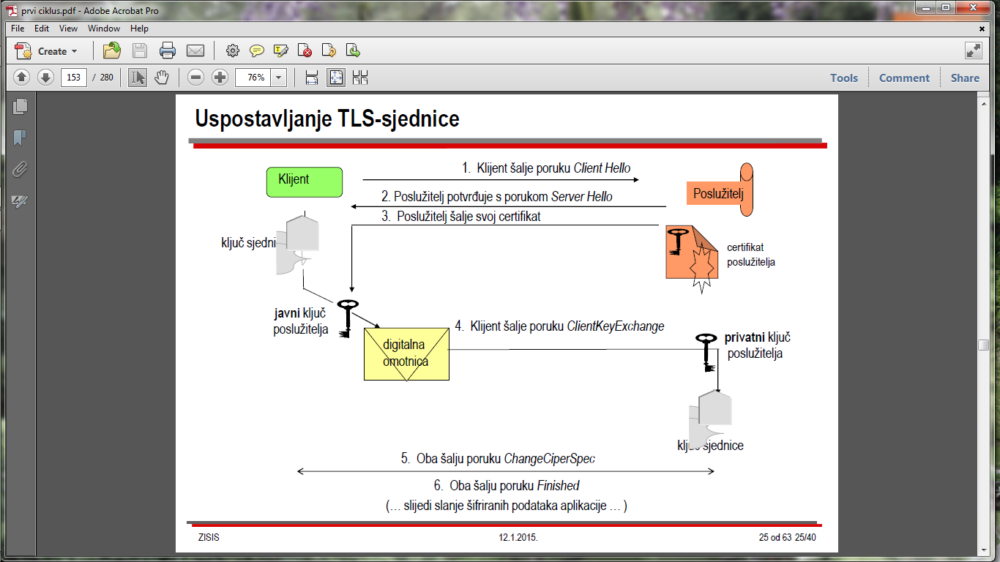 prvi ciklus.pdf - Adobe Acrobat Pro
File Edit View Window Help
Create
153 / 280 76% Tools Comment Share
Uspostavljanje TLS-sjednice
Klijent
1. Klijent šalje poruku Client Hello
Poslužitelj
2. Poslužitelj potvrđuje s porukom Server Hello
3. Poslužitelj šalje svoj certifikat
ključ sjedni
certifikat
poslužitelja
javni ključ
poslužitelja
digitalna
omotnica
4. Klijent šalje poruku ClientKeyExchange
privatni ključ
poslužitelja
ključ sjednice
5. Oba šalju poruku ChangeCiperSpec
6. Oba šalju poruku Finished
(… slijedi slanje šifriranih podataka aplikacije … )
ZISIS 12.1.2015. 25 od 63 25/40